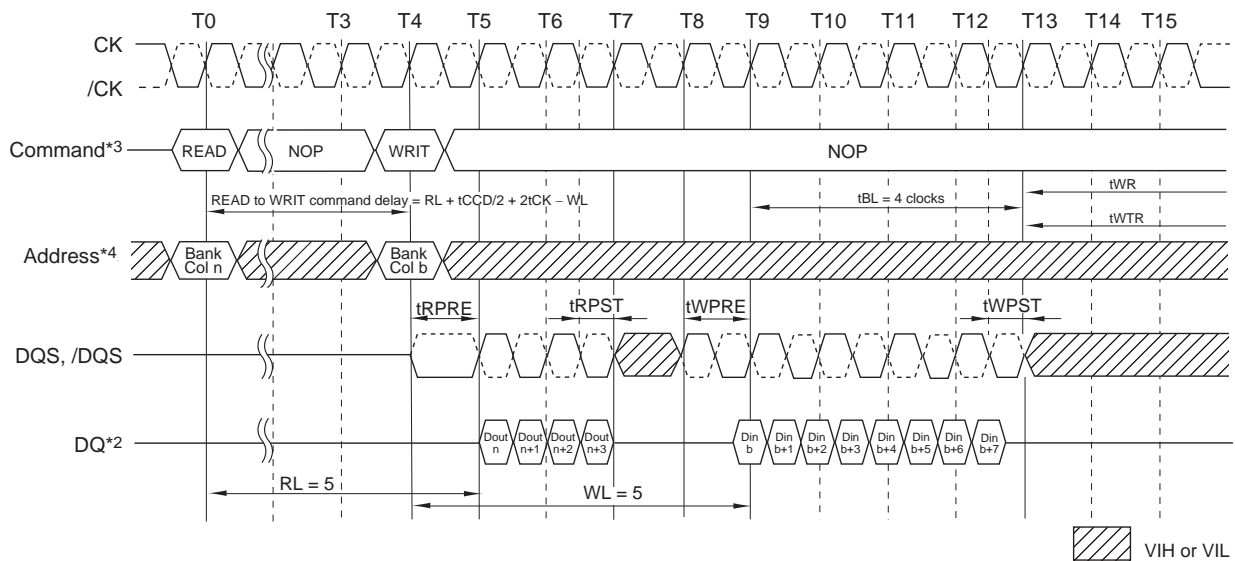 T0 T3 T4 T5 T6 T7 T8 T9 T10 T11 T12 T13 T14 T15
CK
/CK
Command*3 READ NOP WRIT NOP
READ to WRIT command delay = RL + tCCD/2 + 2tCK – WL
tBL = 4 clocks
tWR
tWTR
Address*4
Bank
Col n
Bank
Col b
tRPRE tRPST tWPRE tWPST
DQS, /DQS
DQ*2
Dout
n
Dout
n+1
Dout
n+2
Dout
n+3
Din
b
Din
b+1
Din
b+2
Din
b+3
Din
b+4
Din
b+5
Din
b+6
Din
b+7
RL = 5
WL = 5
VIH or VIL